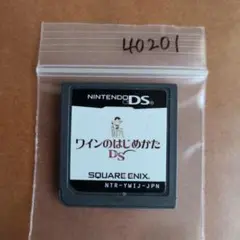 40201
NINTENDO DS
ワインのはじめかた
DS
SQUARE ENIX.
NTR-YWIJ-JPN